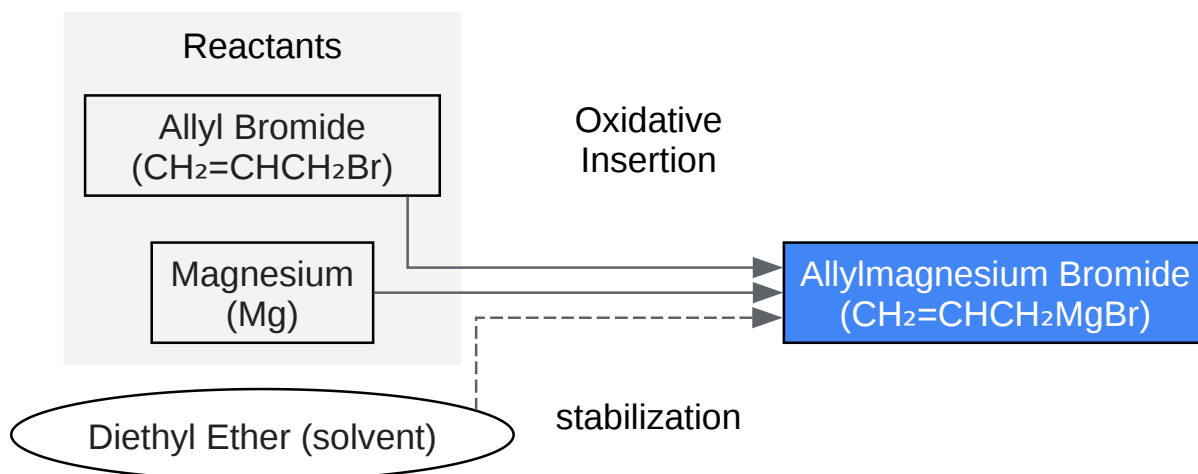 Reactants
Allyl Bromide
(CH₂=CHCH₂Br)
Oxidative
Insertion
Magnesium
(Mg)
Allylmagnesium Bromide
(CH₂=CHCH₂MgBr)
Diethyl Ether (solvent)
stabilization